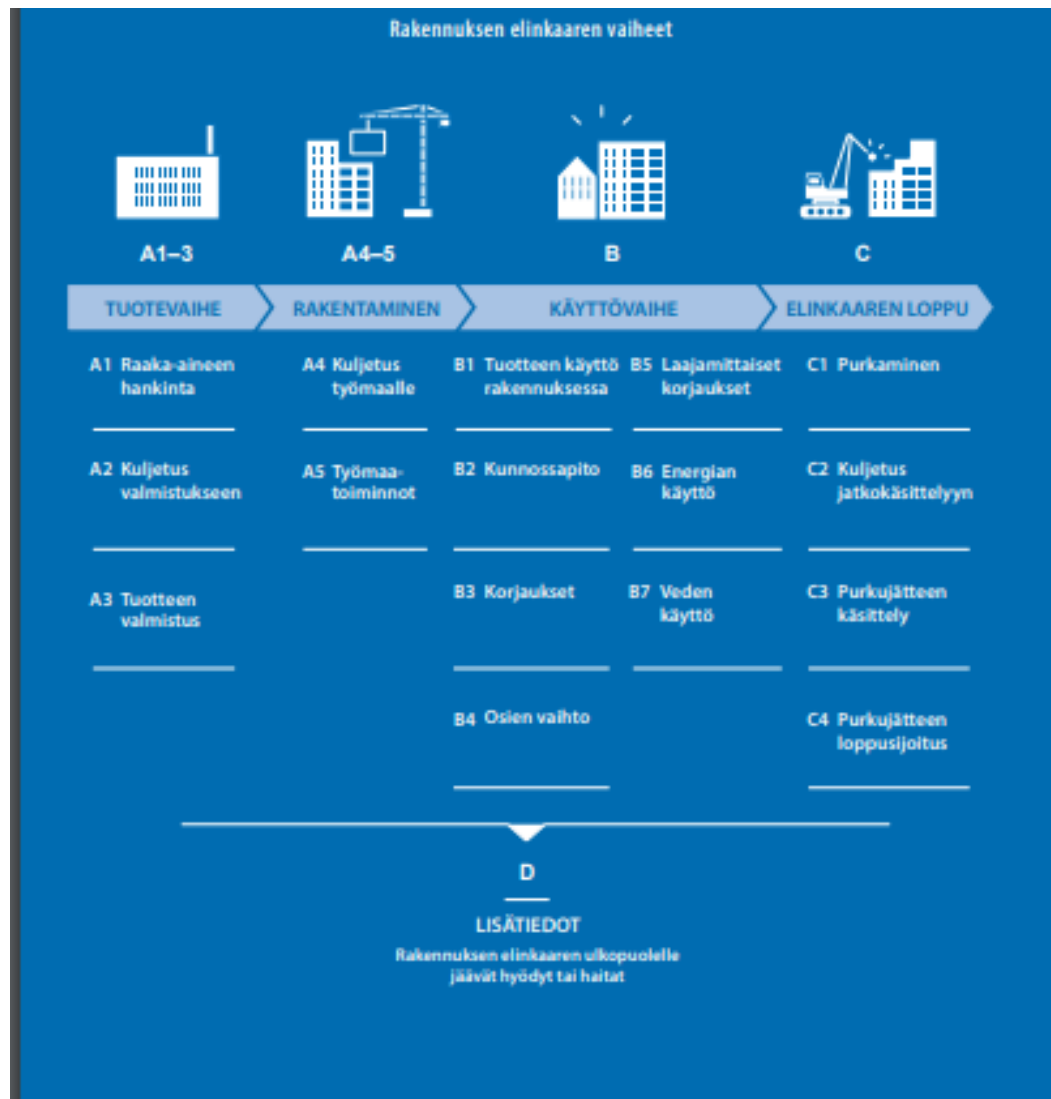 Rakennuksen elinkaaren vaiheet
A1–3
A4–5
B
C
TUOTEVAIHE
RAKENTAMINEN
KÄYTTÖVAIHE
ELINKAAREN LOPPU
A1 Raaka-aineen
hankinta
A2 Kuljetus
valmistukseen
A3 Tuotteen
valmistus
A4 Kuljetus
työmaalle
A5 Työmaa-
toiminnot
B1 Tuotteen käyttö
rakennuksessa
B2 Kunnossapito
B3 Korjaukset
B4 Osien vaihto
B5 Laajamittaiset
korjaukset
B6 Energian
käyttö
B7 Veden
käyttö
C1 Purkaminen
C2 Kuljetus
jatkokäsittelyyn
C3 Purkujätteen
käsittely
C4 Purkujätteen
loppusijoitus
D
LISÄTIEDOT
Rakennuksen elinkaaren ulkopuolelle
jäävät hyödyt tai haitat